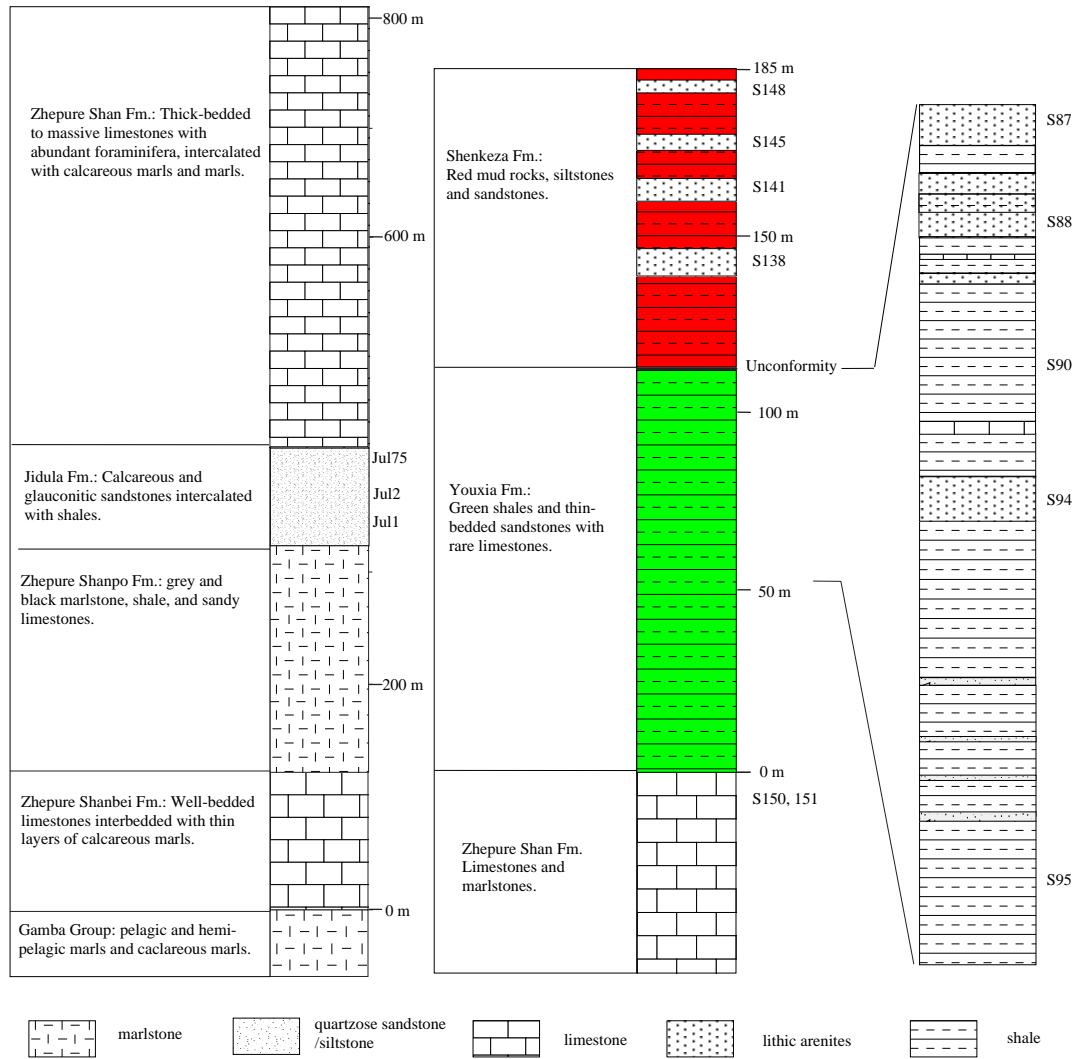 800 m
Zhepure Shan Fm.: Thick-bedded
to massive limestones with
abundant foraminifera, intercalated
with calcareous marls and marls.
600 m
Jidula Fm.: Calcareous and
glauconitic sandstones intercalated
with shales.
Jul75
Jul2
Jul1
Zhepure Shanpo Fm.: grey and
black marlstone, shale, and sandy
limestones.
200 m
Zhepure Shanbei Fm.: Well-bedded
limestones interbedded with thin
layers of calcareous marls.
0 m
Gamba Group: pelagic and hemi-
pelagic marls and caclareous marls.
185 m
S148
Shenkeza Fm.:
Red mud rocks, siltstones
and sandstones.
S145
S141
150 m
S138
Unconformity
100 m
Youxia Fm.:
Green shales and thin-
bedded sandstones with
rare limestones.
50 m
0 m
S150, 151
Zhepure Shan Fm.
Limestones and
marlstones.
S87
S88
S90
S94
S95
marlstone
quartzose sandstone
/siltstone
limestone
lithic arenites
shale